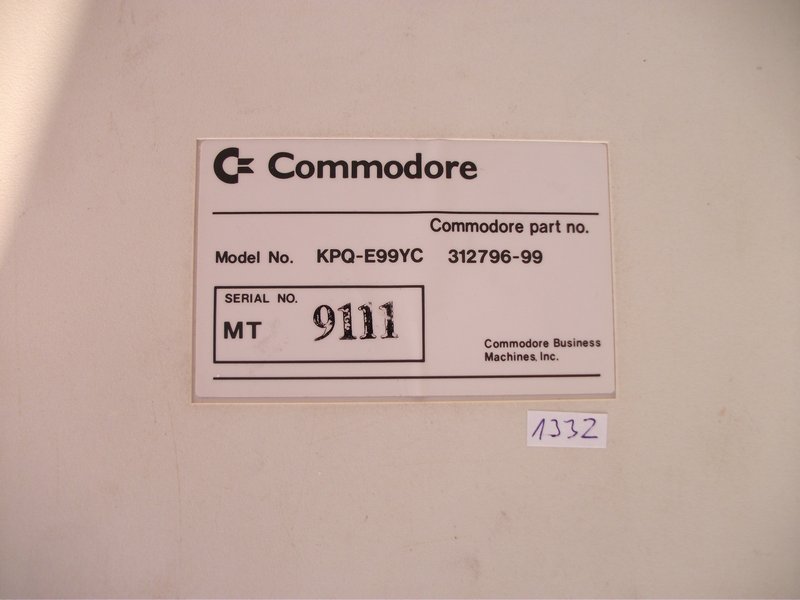 Commodore
Commodore part no.
Model No. KPQ-E99YC 312796-99
SERIAL NO.
MT 9111
Commodore Business
Machines, Inc.
1332